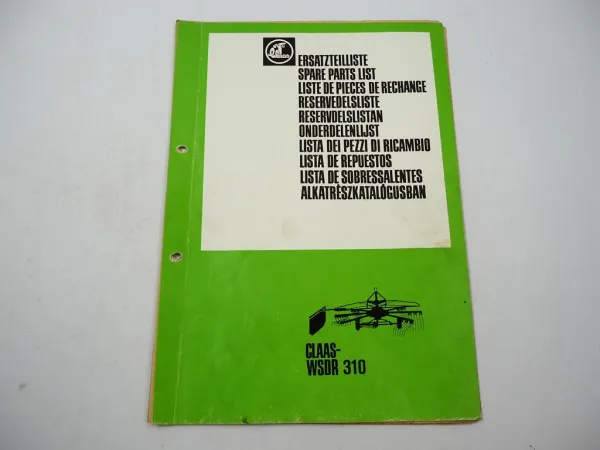 ERSATZTEILLISTE
SPARE PARTS LIST
LISTE DE PIECES DE RECHANGE
RESERVEDELSLISTE
RESERVDELSLISTAN
ONDERDELENLIJST
LISTA DEI PEZZI DI RICAMBIO
LISTA DE REPUESTOS
LISTA DE SOBRESSALENTES
ALKATRÈSZKATALÓGUSBAN
CLAAS-
WSDR 310